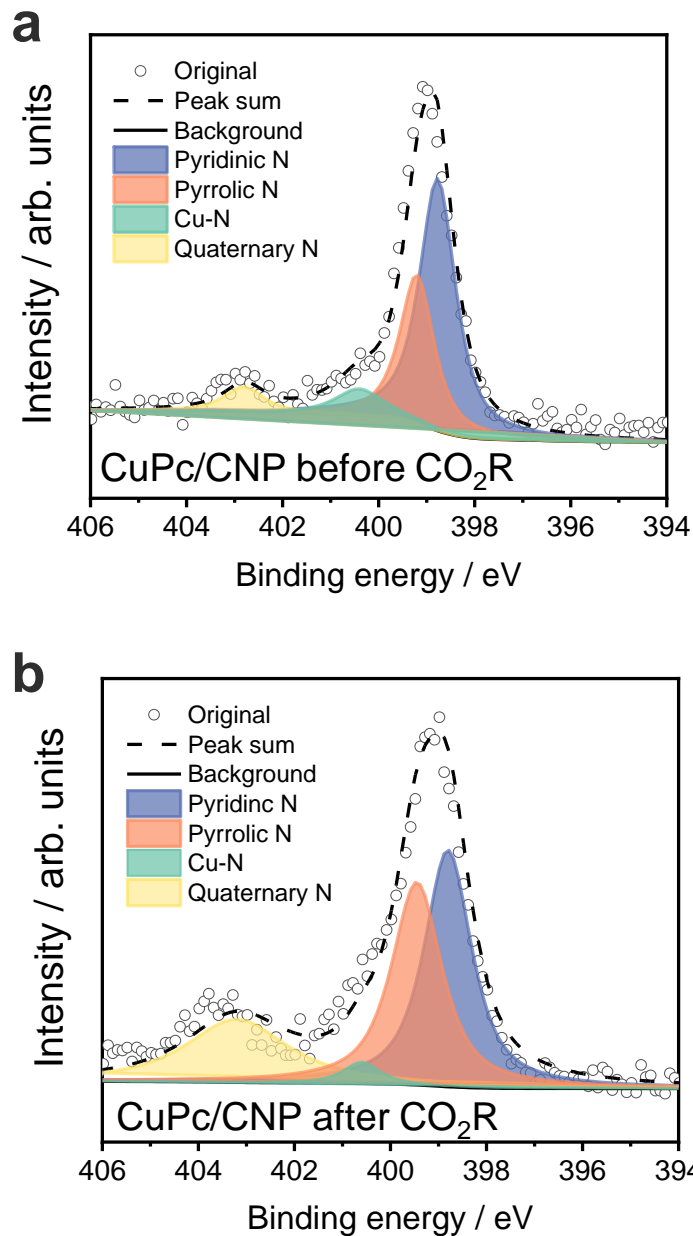 a
Original
Peak sum
Background
Pyridinic N
Pyrrolic N
Cu-N
Quaternary N
Intensity / arb. units
CuPc/CNP before CO₂R
406 404 402 400 398 396 394
Binding energy / eV
b
Original
Peak sum
Background
Pyridinc N
Pyrrolic N
Cu-N
Quaternary N
Intensity / arb. units
CuPc/CNP after CO₂R
406 404 402 400 398 396 394
Binding energy / eV